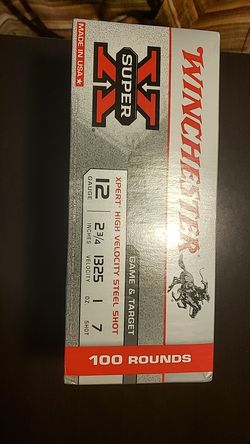 WINCHESTER
MADE IN USA
SUPER
X
XPERT® HIGH VELOCITY STEEL SHOT
GAME & TARGET
12 2 3/4 1325 1 7
GAUGE INCHES VELOCITY OZ. SHOT
100 ROUNDS